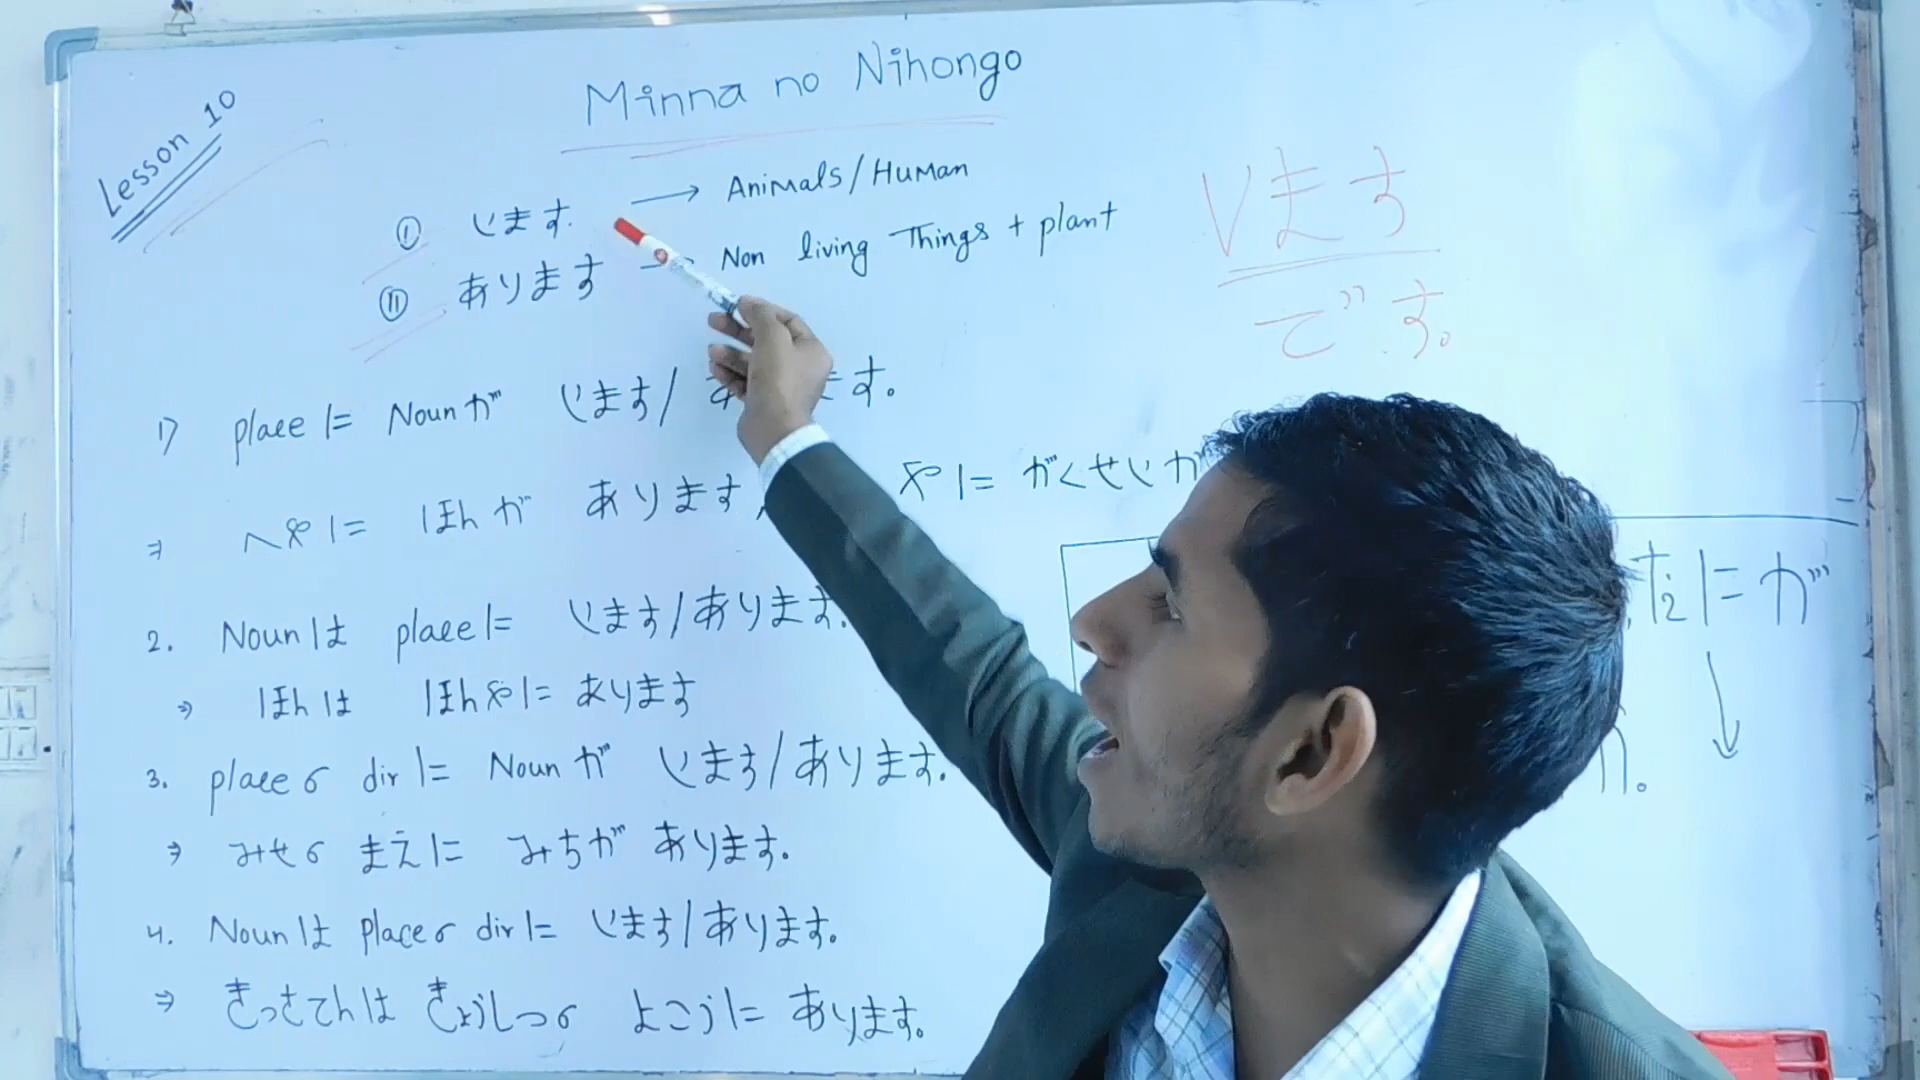 Minna no Nihongo
Lesson 10
① います. → Animals/Human
② あります → Non living Things + plant
Vます
です。
1) place に Noun が います/ す。
⇒ へやに ほんが あります
やに がくせいが
2. Noun は place に います/あります.
⇒ ほんは ほんやに あります
3. place の dir に Noun が います/あります.
⇒ みせの まえに みちが あります.
4. Noun は place の dir に います/あります。
⇒ きっさてんは きょうしつの よこうに あります。
に が
↓